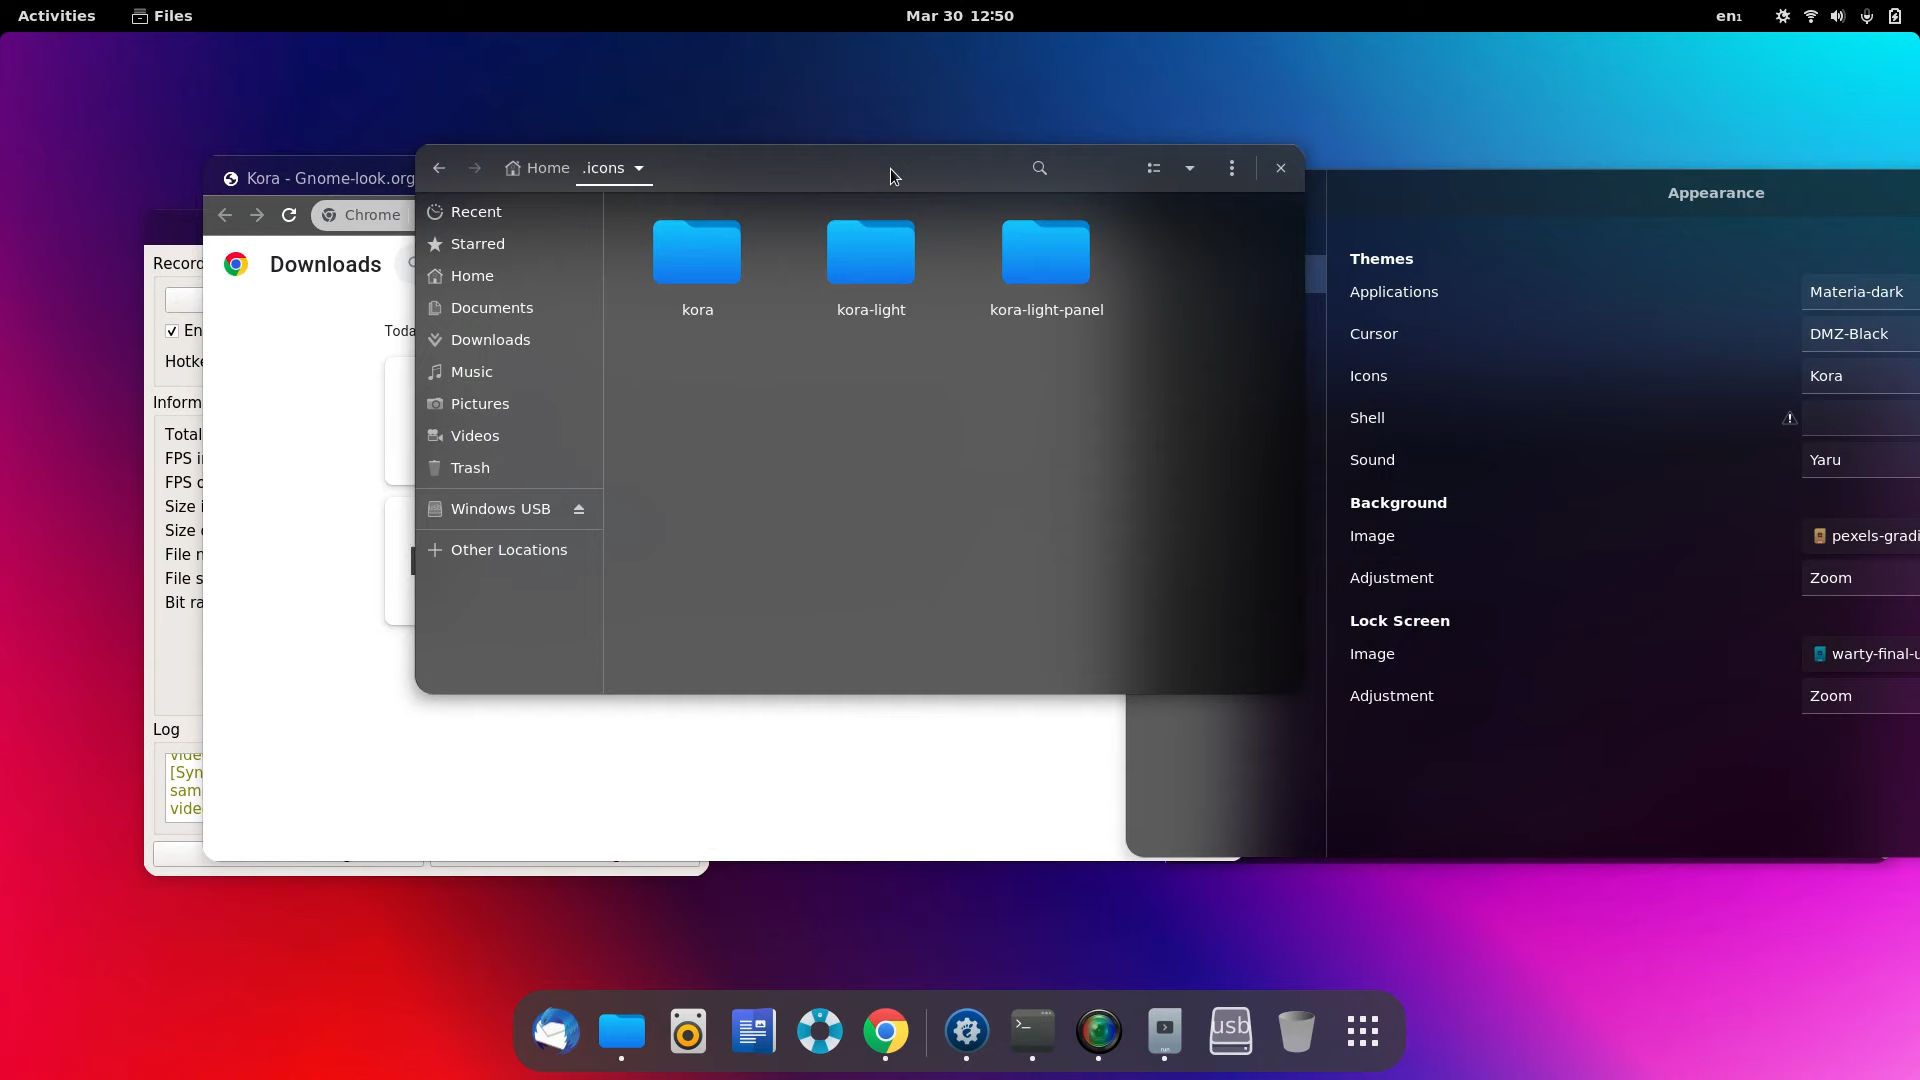 Activities
Files
Mar 30 12:50
en₁
Kora - Gnome-look.org
Chrome
Downloads
Home
.icons
Recent
Starred
Home
Documents
Downloads
Music
Pictures
Videos
Trash
Windows USB
Other Locations
kora
kora-light
kora-light-panel
Record
En
Hotke
Inform
Total
FPS i
FPS
Size i
Size
File n
File s
Bit ra
Log
vide
[Syn
sam
vide
Toda
Appearance
Themes
Applications
Materia-dark
Cursor
DMZ-Black
Icons
Kora
Shell
Sound
Yaru
Background
Image
pexels-gradi
Adjustment
Zoom
Lock Screen
Image
warty-final-u
Adjustment
Zoom
usb